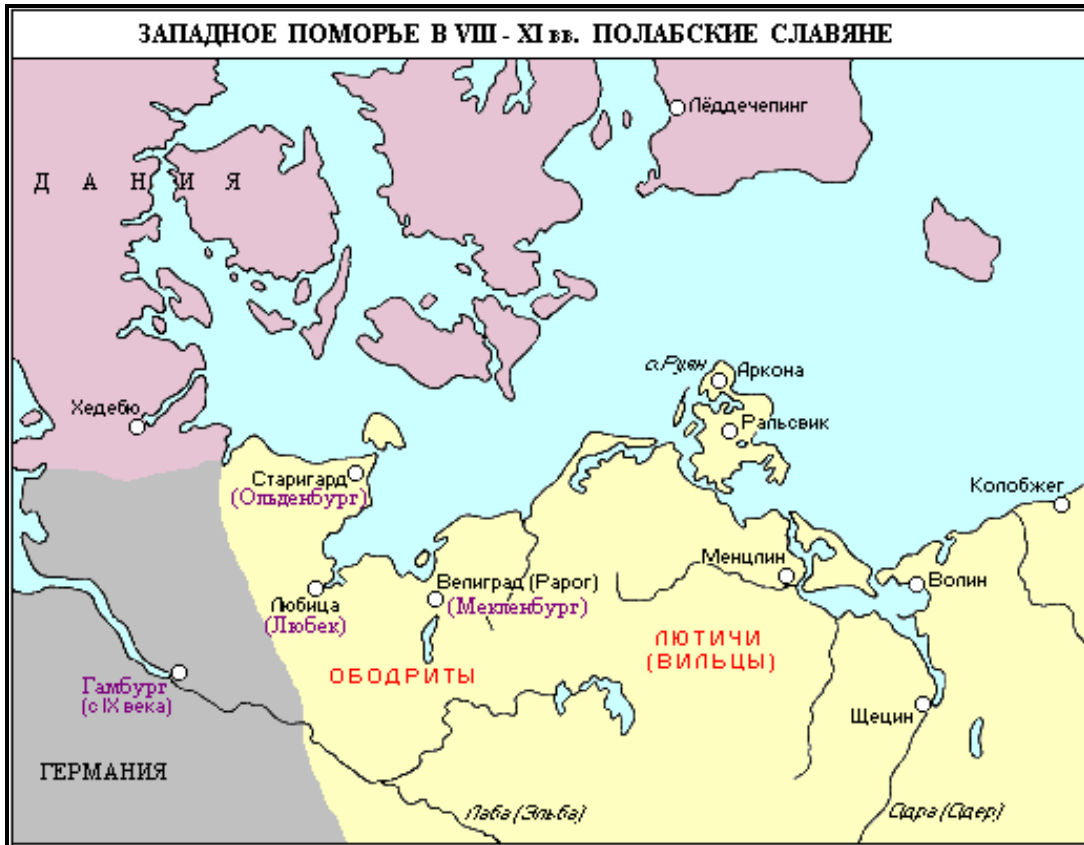 ЗАПАДНОЕ ПОМОРЬЕ В VIII - XI вв. ПОЛАБСКИЕ СЛАВЯНЕ
Лёддечепинг
Д А Н И Я
о.Руян
Аркона
Хедебю
Ральсвик
Старигард
(Ольденбург)
Колобжег
Менцлин
Волин
Велиград (Рарог)
(Мекленбург)
Любица
(Любек)
ЛЮТИЧИ
(ВИЛЬЦЫ)
ОБОДРИТЫ
Гамбург
(с IX века)
Щецин
ГЕРМАНИЯ
Лаба (Эльба)
Одра (Одер)